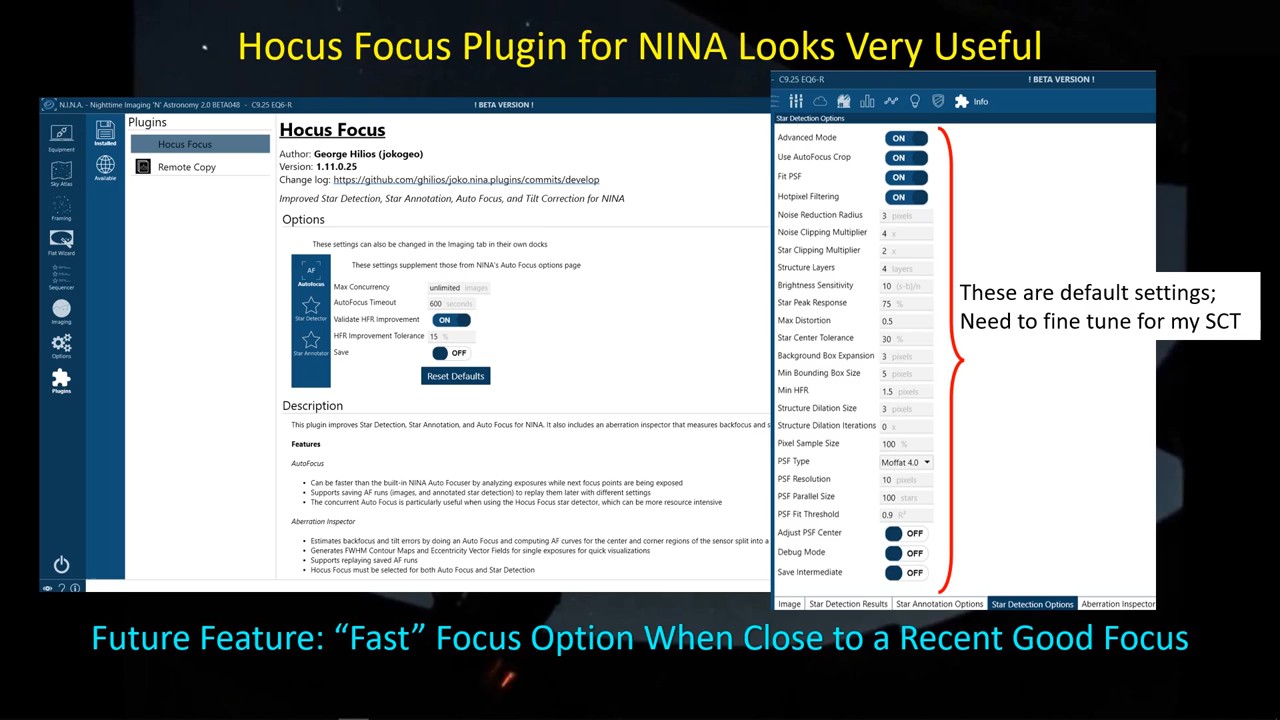 Hocus Focus Plugin for NINA Looks Very Useful
N.I.N.A. - Nighttime Imaging 'N' Astronomy 2.0 BETA048 - C9.25 EQ6-R
! BETA VERSION !
Equipment
Sky Atlas
Framing
Flat Wizard
Sequencer
Imaging
Options
Plugins
Installed
Available
Plugins
Hocus Focus
Remote Copy
Hocus Focus
Author: George Hilios (jokogeo)
Version: 1.11.0.25
Change log: https://github.com/ghilios/joko.nina.plugins/commits/develop
Improved Star Detection, Star Annotation, Auto Focus, and Tilt Correction for NINA
Options
These settings can also be changed in the Imaging tab in their own docks
AF
Autofocus
Star Detector
Star Annotator
These settings supplement those from NINA's Auto Focus options page
Max Concurrency unlimited images
AutoFocus Timeout 600 seconds
Validate HFR Improvement ON
HFR Improvement Tolerance 15 %
Save OFF
Reset Defaults
Description
This plugin improves Star Detection, Star Annotation, and Auto Focus for NINA. It also includes an aberration inspector that measures backfocus and s
Features
AutoFocus
• Can be faster than the built-in NINA Auto Focuser by analyzing exposures while next focus points are being exposed
• Supports saving AF runs (images, and annotated star detection) to replay them later with different settings
• The concurrent Auto Focus is particularly useful when using the Hocus Focus star detector, which can be more resource intensive
Aberration Inspector
• Estimates backfocus and tilt errors by doing an Auto Focus and computing AF curves for the center and corner regions of the sensor split into a
• Generates FWHM Contour Maps and Eccentricity Vector Fields for single exposures for quick visualizations
• Supports replaying saved AF runs
• Hocus Focus must be selected for both Auto Focus and Star Detection
- C9.25 EQ6-R
! BETA VERSION !
Info
Star Detection Options
Advanced Mode ON
Use AutoFocus Crop ON
Fit PSF ON
Hotpixel Filtering ON
Noise Reduction Radius 3 pixels
Noise Clipping Multiplier 4 x
Star Clipping Multiplier 2 x
Structure Layers 4 layers
Brightness Sensitivity 10 (s-b)/n
Star Peak Response 75 %
Max Distortion 0.5
Star Center Tolerance 30 %
Background Box Expansion 3 pixels
Min Bounding Box Size 5 pixels
Min HFR 1.5 pixels
Structure Dilation Size 3 pixels
Structure Dilation Iterations 0 x
Pixel Sample Size 100 %
PSF Type Moffat 4.0
PSF Resolution 10 pixels
PSF Parallel Size 100 stars
PSF Fit Threshold 0.9 R²
Adjust PSF Center OFF
Debug Mode OFF
Save Intermediate OFF
Image Star Detection Results Star Annotation Options Star Detection Options Aberration Inspector
These are default settings;
Need to fine tune for my SCT
Future Feature: “Fast” Focus Option When Close to a Recent Good Focus